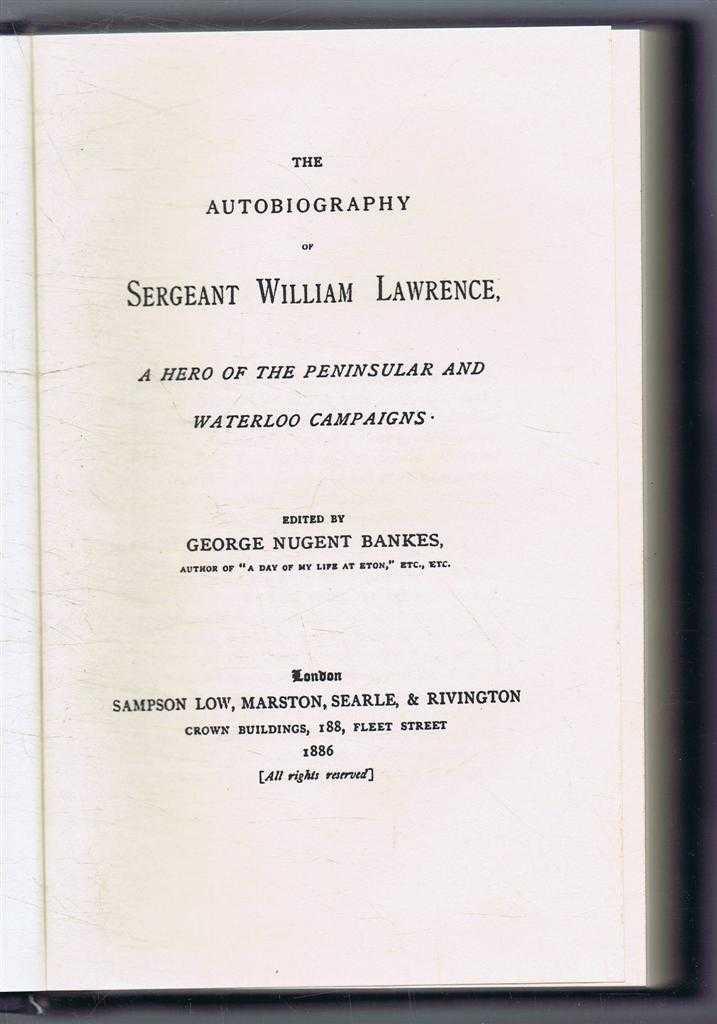 THE
AUTOBIOGRAPHY
OF
SERGEANT WILLIAM LAWRENCE,
A HERO OF THE PENINSULAR AND
WATERLOO CAMPAIGNS.
EDITED BY
GEORGE NUGENT BANKES,
AUTHOR OF "A DAY OF MY LIFE AT ETON," ETC., ETC.
London
SAMPSON LOW, MARSTON, SEARLE, & RIVINGTON
CROWN BUILDINGS, 188, FLEET STREET
1886
[All rights reserved]